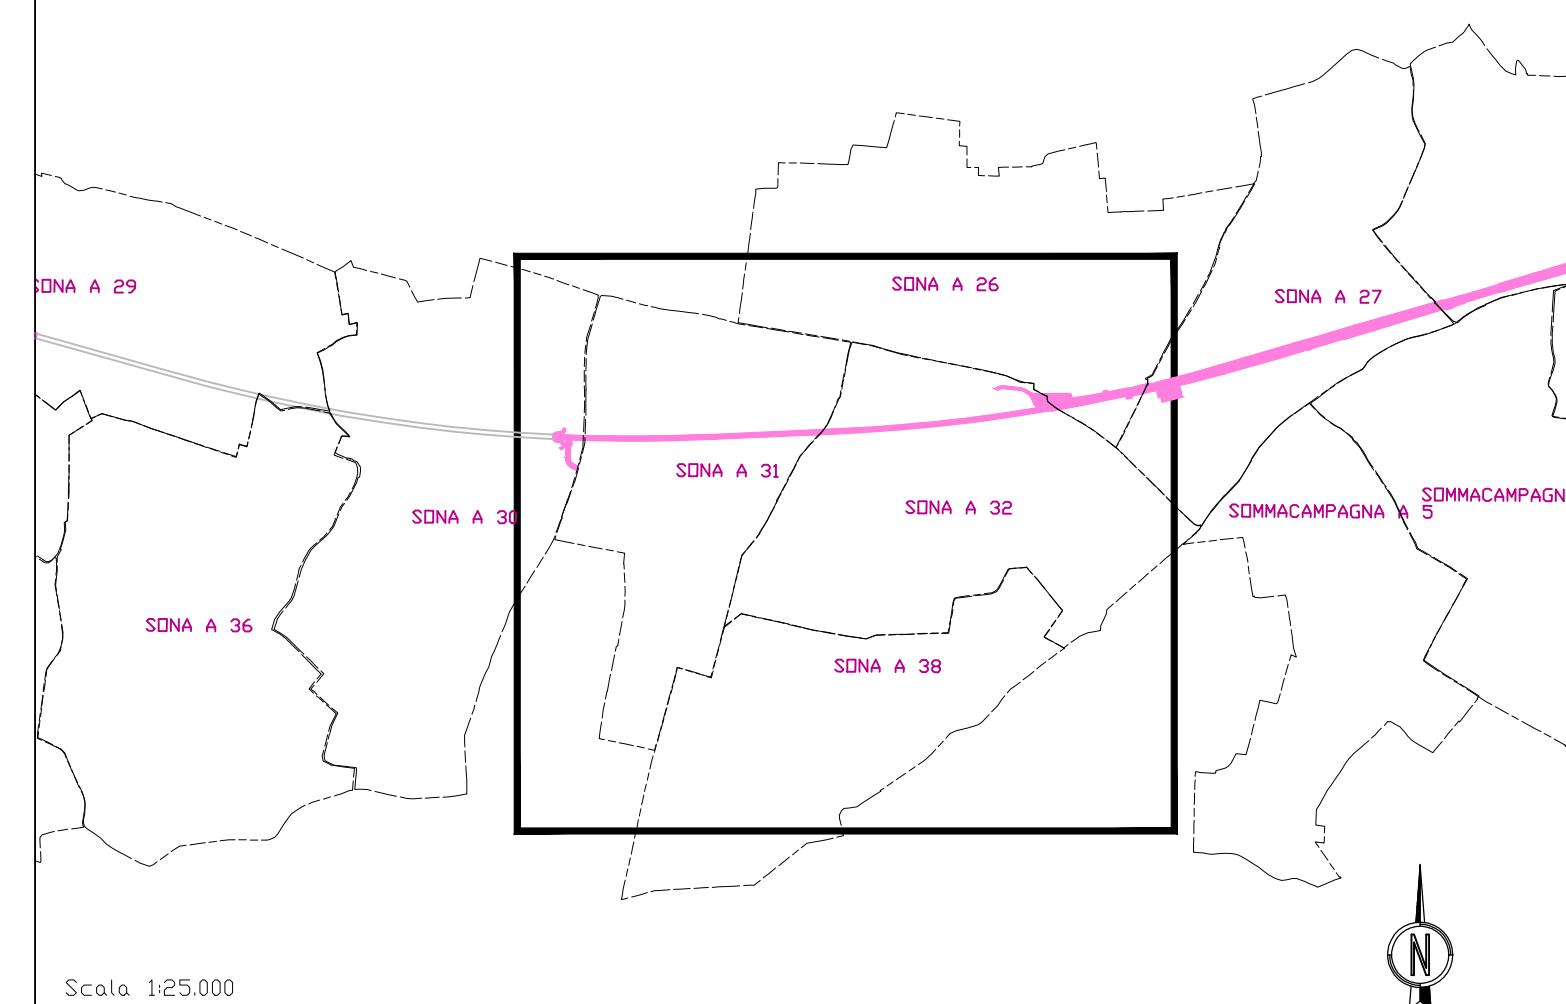 SONA A 26
SONA A 29
SONA A 27
SONA A 31
SOMMACAMPAGN
SONA A 32
SOMMACAMPAGNA A 5
SONA A 30
SONA A 36
SONA A 38
N
Scala 1:25.000